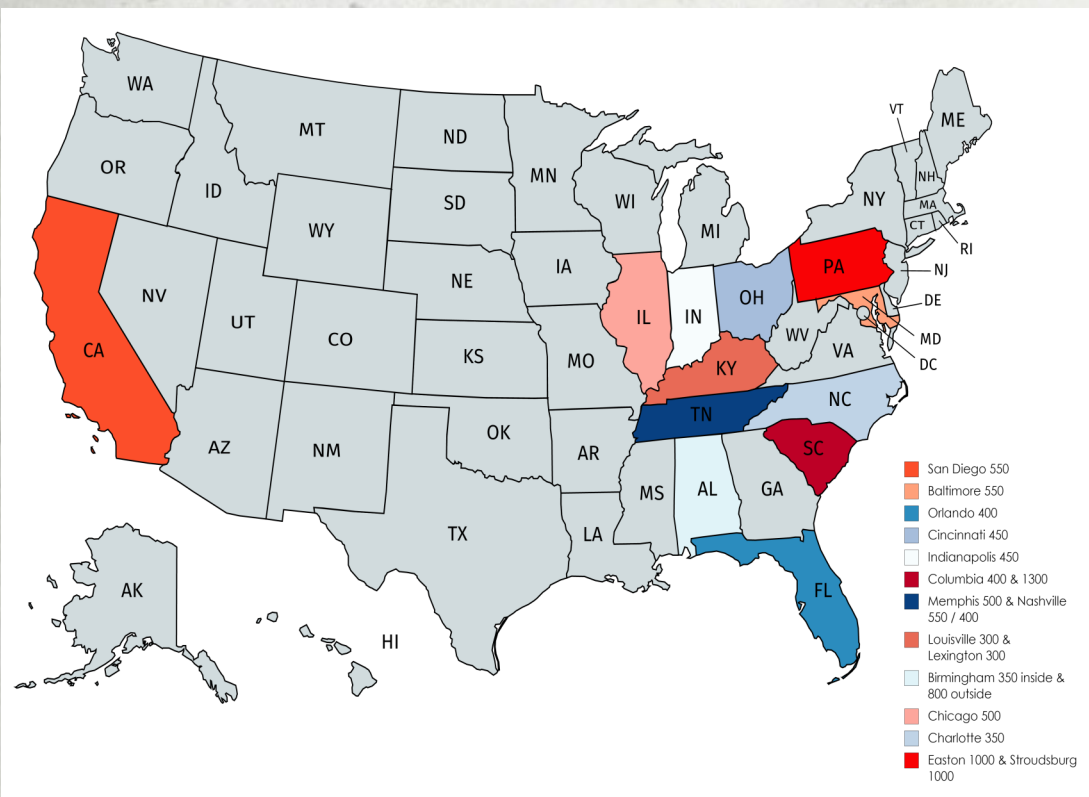 WA
MT
ND
MN
VT
ME
OR
ID
SD
WI
NH
NY
MA
WY
MI
CT
RI
IA
PA
NJ
NE
NV
OH
DE
UT
IL
IN
CO
MD
WV
CA
KS
MO
VA
DC
KY
NC
TN
OK
AZ
NM
AR
SC
MS
AL
GA
TX
LA
AK
FL
HI
San Diego 550
Baltimore 550
Orlando 400
Cincinnati 450
Indianapolis 450
Columbia 400 & 1300
Memphis 500 & Nashville
550 / 400
Louisville 300 &
Lexington 300
Birmingham 350 inside &
800 outside
Chicago 500
Charlotte 350
Easton 1000 & Stroudsburg
1000